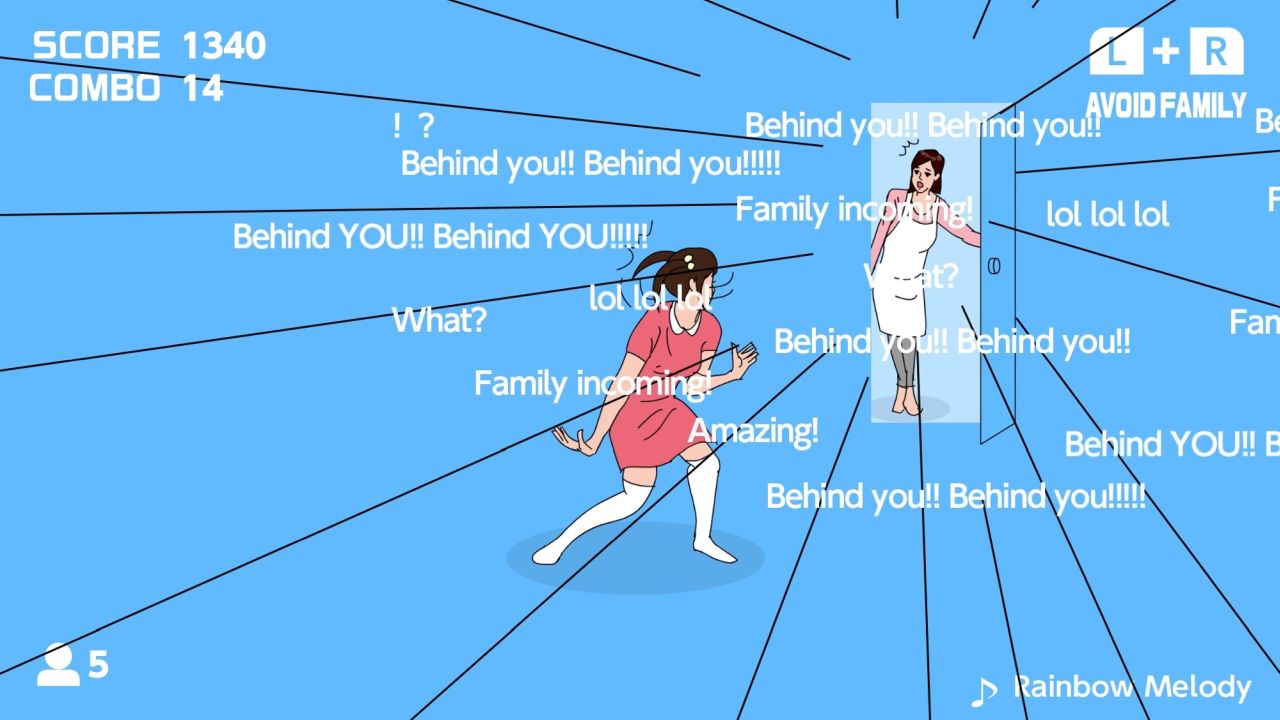 SCORE 1340
COMBO 14
L + R
AVOID FAMILY
! ?
Behind you!! Behind you!!
Be
Behind you!! Behind you!!!!!
Family incoming!
F
lol lol lol
Behind YOU!! Behind YOU!!!!!
What?
lol lol lol
What?
Fam
Behind you!! Behind you!!
Family incoming!
Amazing!
Behind YOU!! B
Behind you!! Behind you!!!!!
5
Rainbow Melody